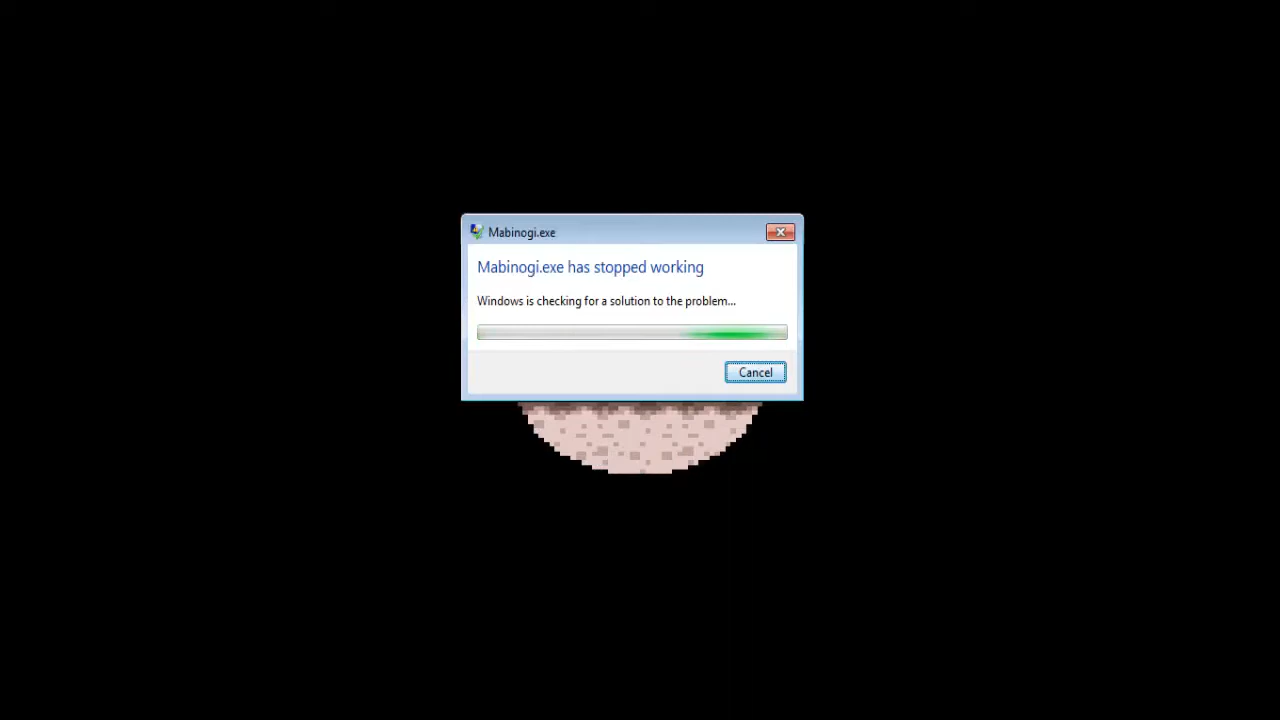 Mabinogi.exe
Mabinogi.exe has stopped working
Windows is checking for a solution to the problem...
Cancel